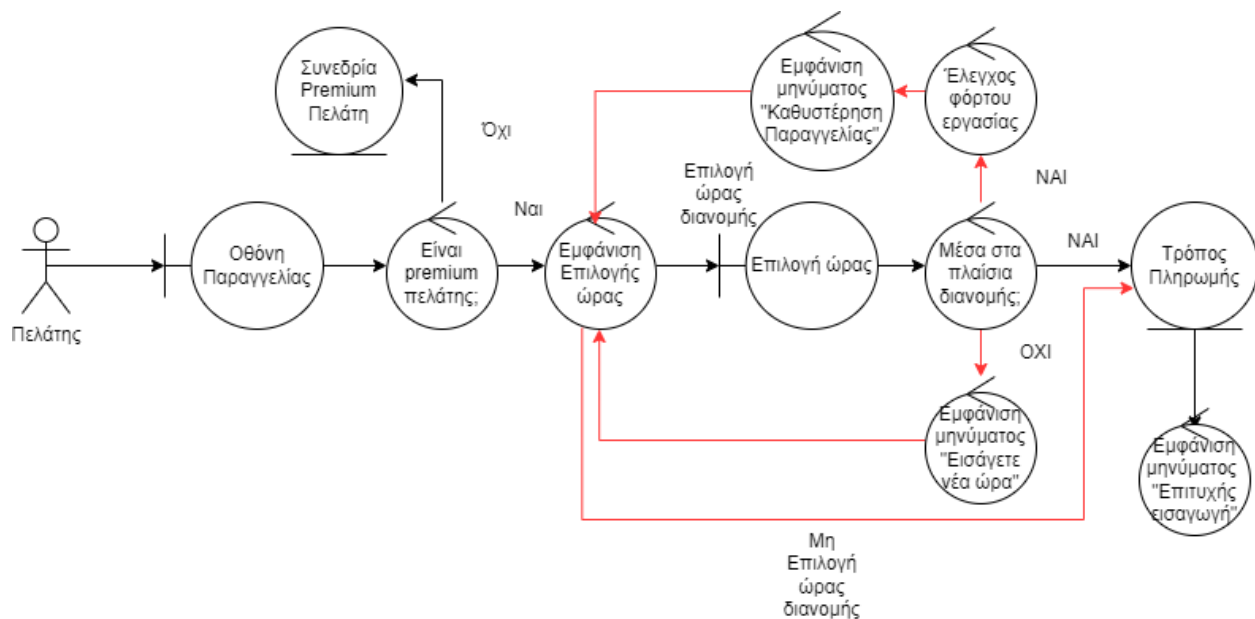 Συνεδρία
Premium
Πελάτη
Όχι
Εμφάνιση
μηνύματος
"Καθυστέρηση
Παραγγελίας"
Έλεγχος
φόρτου
εργασίας
Επιλογή
ώρας
διανομής
ΝΑΙ
Πελάτης
Οθόνη
Παραγγελίας
Είναι
premium
πελάτης;
Ναι
Εμφάνιση
Επιλογής
ώρας
Επιλογή ώρας
Μέσα στα
πλαίσια
διανομής;
ΝΑΙ
Τρόπος
Πληρωμής
ΟΧΙ
Εμφάνιση
μηνύματος
"Εισάγετε
νέα ώρα"
Εμφάνιση
μηνύματος
"Επιτυχής
εισαγωγή"
Μη
Επιλογή
ώρας
διανομής